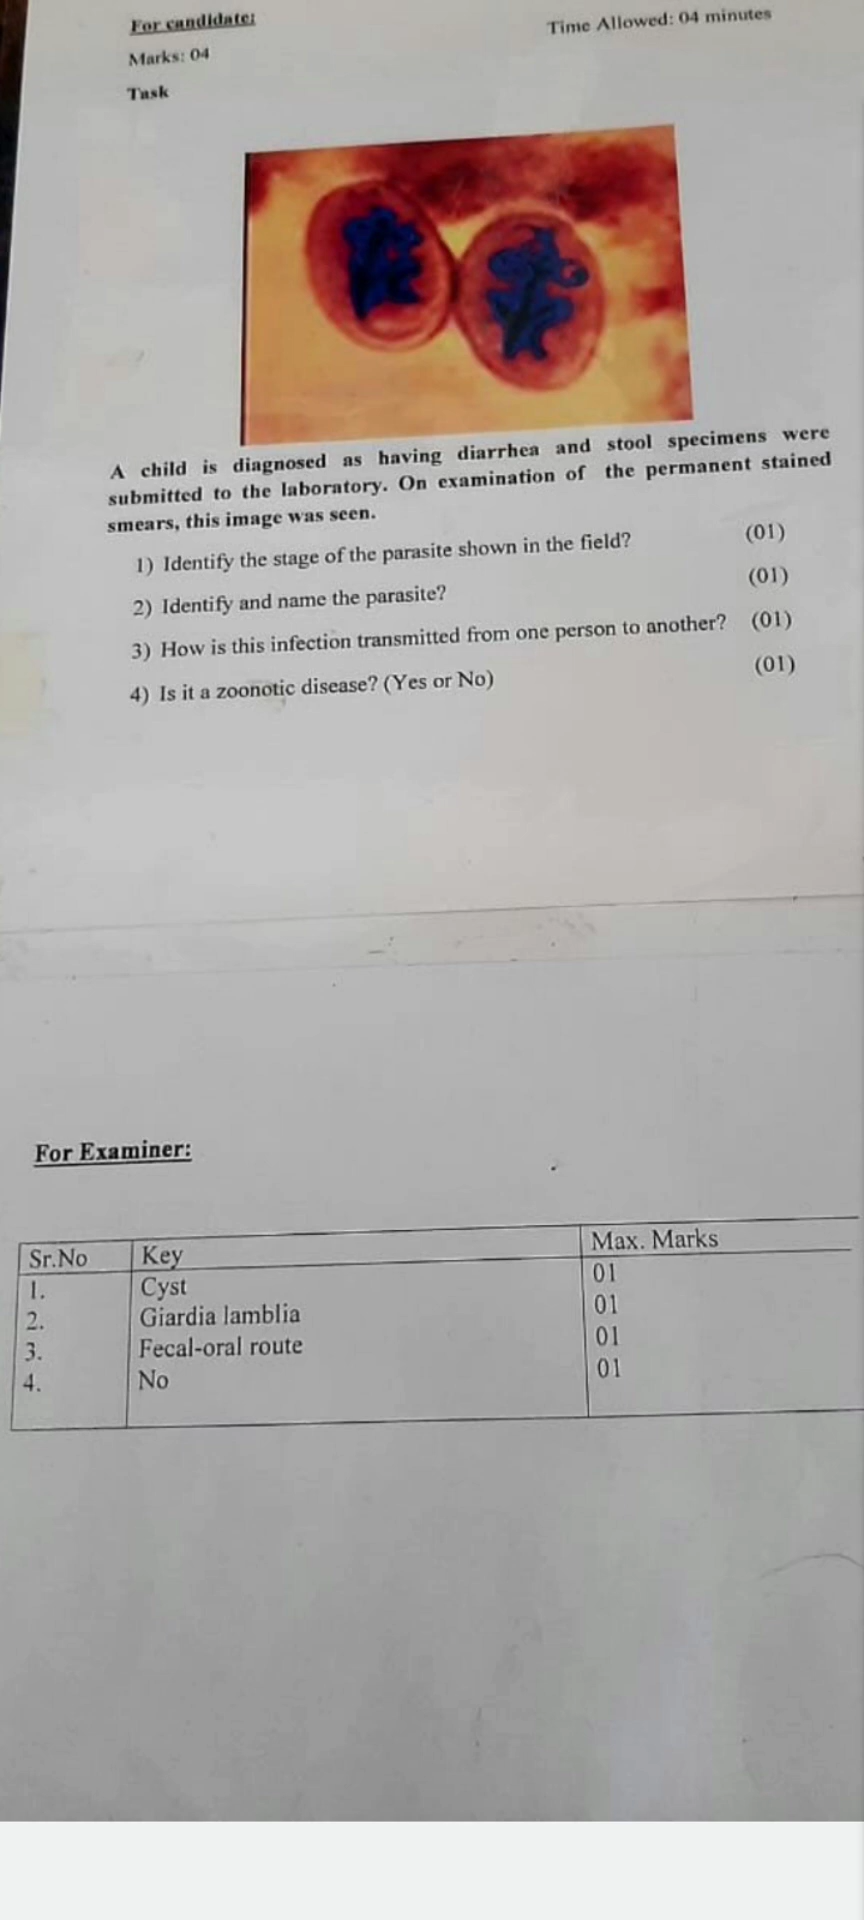 For candidate:
Time Allowed: 04 minutes
Marks: 04
Task
A child is diagnosed as having diarrhea and stool specimens were
submitted to the laboratory. On examination of the permanent stained
smears, this image was seen.
1) Identify the stage of the parasite shown in the field? (01)
2) Identify and name the parasite? (01)
3) How is this infection transmitted from one person to another? (01)
4) Is it a zoonotic disease? (Yes or No) (01)
For Examiner:
Sr.No Key Max. Marks
1. Cyst 01
2. Giardia lamblia 01
3. Fecal-oral route 01
4. No 01